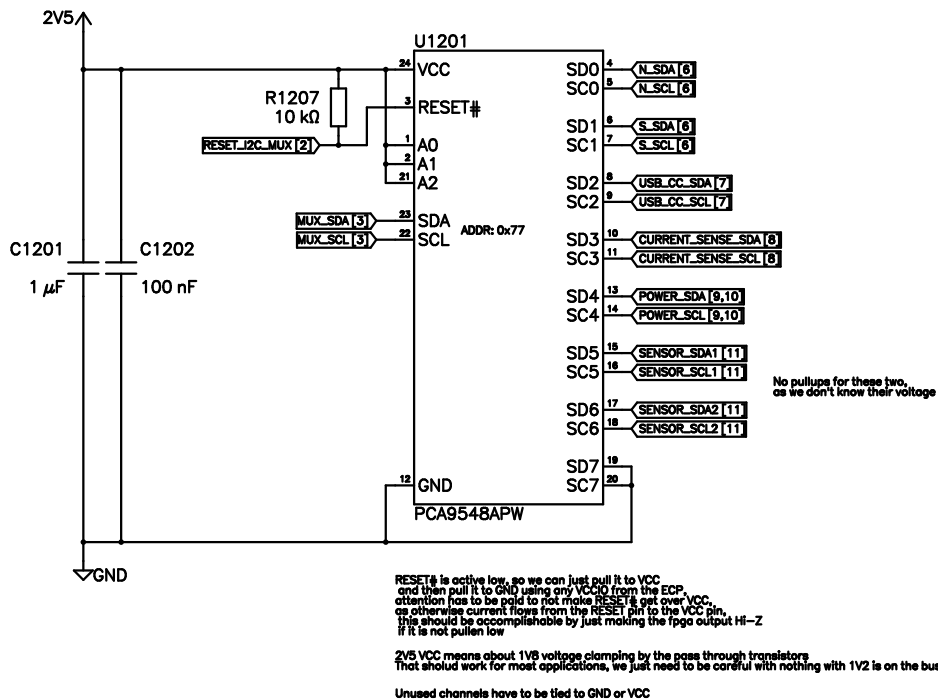 2V5
U1201
24 VCC
SD0 4 N_SDA [6]
SC0 5 N_SCL [6]
R1207
10 kΩ
3 RESET#
RESET_I2C_MUX [2]
SD1 6 S_SDA [6]
SC1 7 S_SCL [6]
1 A0
2 A1
21 A2
SD2 8 USB_CC_SDA [7]
SC2 9 USB_CC_SCL [7]
MUX_SDA [3] 23 SDA
MUX_SCL [3] 22 SCL
ADDR: 0x77
SD3 10 CURRENT_SENSE_SDA [8]
SC3 11 CURRENT_SENSE_SCL [8]
C1201
1 μF
C1202
100 nF
SD4 13 POWER_SDA [9,10]
SC4 14 POWER_SCL [9,10]
SD5 15 SENSOR_SDA1 [11]
SC5 16 SENSOR_SCL1 [11]
No pullups for these two,
as we don't know their voltage
SD6 17 SENSOR_SDA2 [11]
SC6 18 SENSOR_SCL2 [11]
SD7 19
SC7 20
12 GND
PCA9548APW
GND
RESET# is active low, so we can just pull it to VCC
and then pull it to GND using any VCCIO from the ECP,
attention has to be paid to not make RESET# get over VCC,
as otherwise current flows from the RESET pin to the VCC pin,
this should be accomplishable by just making the fpga output Hi-Z
if it is not pullen low
2V5 VCC means about 1V8 voltage clamping by the pass through transistors
That sholud work for most applications, we just need to be careful with nothing with 1V2 is on the bus
Unused channels have to be tied to GND or VCC